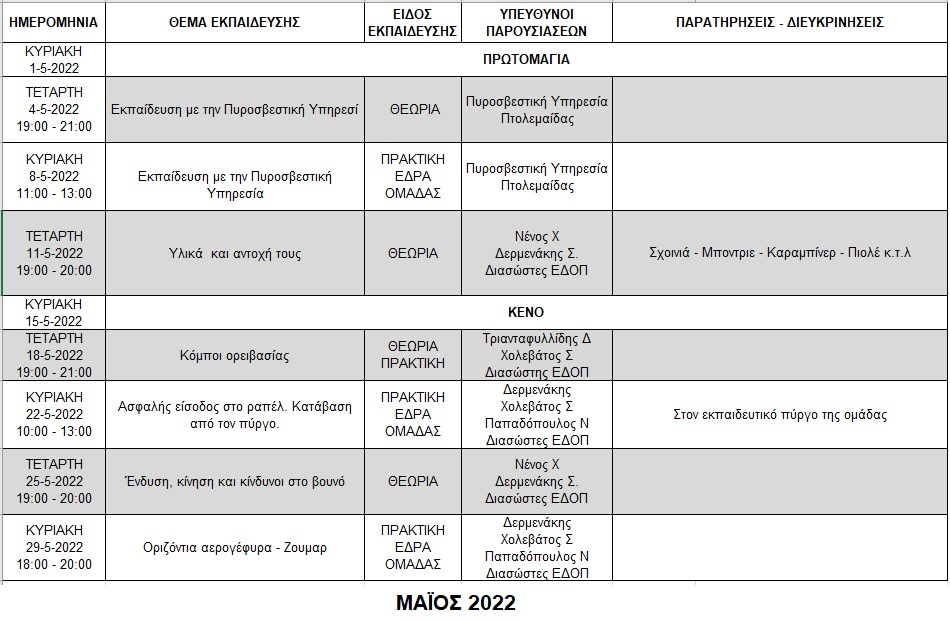 ΗΜΕΡΟΜΗΝΙΑ
ΘΕΜΑ ΕΚΠΑΙΔΕΥΣΗΣ
ΕΙΔΟΣ
ΕΚΠΑΙΔΕΥΣΗΣ
ΥΠΕΥΘΥΝΟΙ
ΠΑΡΟΥΣΙΑΣΕΩΝ
ΠΑΡΑΤΗΡΗΣΕΙΣ - ΔΙΕΥΚΡΙΝΗΣΕΙΣ
ΚΥΡΙΑΚΗ
1-5-2022
ΠΡΩΤΟΜΑΓΙΑ
ΤΕΤΑΡΤΗ
4-5-2022
19:00 - 21:00
Εκπαίδευση με την Πυροσβεστική Υπηρεσί
ΘΕΩΡΙΑ
Πυροσβεστική Υπηρεσία
Πτολεμαίδας
ΚΥΡΙΑΚΗ
8-5-2022
11:00 - 13:00
Εκπαίδευση με την Πυροσβεστική
Υπηρεσία
ΠΡΑΚΤΙΚΗ
ΕΔΡΑ
ΟΜΑΔΑΣ
Πυροσβεστική Υπηρεσία
Πτολεμαίδας
ΤΕΤΑΡΤΗ
11-5-2022
19:00 - 20:00
Υλικά και αντοχή τους
ΘΕΩΡΙΑ
Νένος Χ
Δερμενάκης Σ.
Διασώστες ΕΔΟΠ
Σχοινιά - Μποντριε - Καραμπίνερ - Πιολέ κ.τ.λ
ΚΥΡΙΑΚΗ
15-5-2022
ΚΕΝΟ
ΤΕΤΑΡΤΗ
18-5-2022
19:00 - 21:00
Κόμποι ορειβασίας
ΘΕΩΡΙΑ
ΠΡΑΚΤΙΚΗ
Τριανταφυλλίδης Δ
Χολεβάτος Σ
Διασώστης ΕΔΟΠ
ΚΥΡΙΑΚΗ
22-5-2022
10:00 - 13:00
Ασφαλής είσοδος στο ραπέλ. Κατάβαση
από τον πύργο.
ΠΡΑΚΤΙΚΗ
ΕΔΡΑ
ΟΜΑΔΑΣ
Δερμενάκης
Χολεβάτος Σ
Παπαδόπουλος Ν
Διασώστες ΕΔΟΠ
Στον εκπαιδευτικό πύργο της ομάδας
ΤΕΤΑΡΤΗ
25-5-2022
19:00 - 20:00
Ένδυση, κίνηση και κίνδυνοι στο βουνό
ΘΕΩΡΙΑ
Νένος Χ
Δερμενάκης Σ.
Διασώστες ΕΔΟΠ
ΚΥΡΙΑΚΗ
29-5-2022
18:00 - 20:00
Οριζόντια αερογέφυρα - Ζουμαρ
ΠΡΑΚΤΙΚΗ
ΕΔΡΑ
ΟΜΑΔΑΣ
Δερμενάκης
Χολεβάτος Σ
Παπαδόπουλος Ν
Διασώστες ΕΔΟΠ
ΜΑΪΟΣ 2022